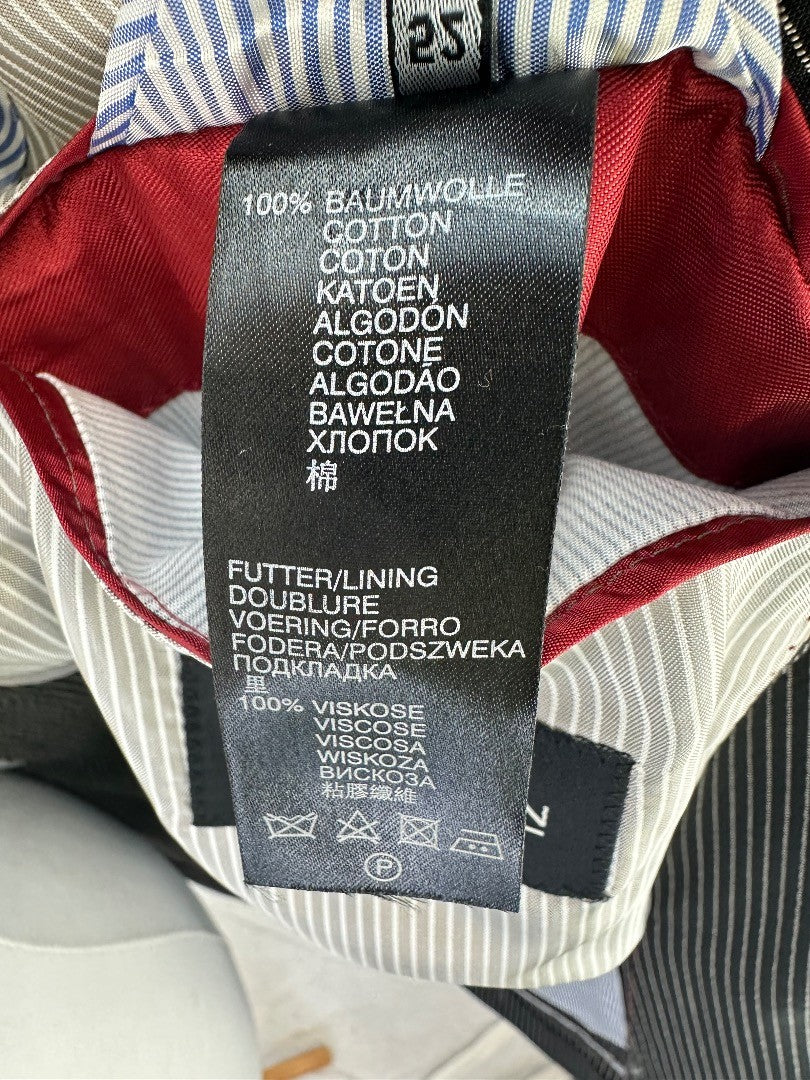 52
100% BAUMWOLLE
COTTON
COTON
KATOEN
ALGODÓN
COTONE
ALGODÃO
BAWEŁNA
ХЛОПОК
棉
FUTTER/LINING
DOUBLURE
VOERING/FORRO
FODERA/PODSZWEKA
ПОДКЛАДКА
里
100% VISKOSE
VISCOSE
VISCOSA
WISKOZA
ВИСКОЗА
粘膠纖維
P